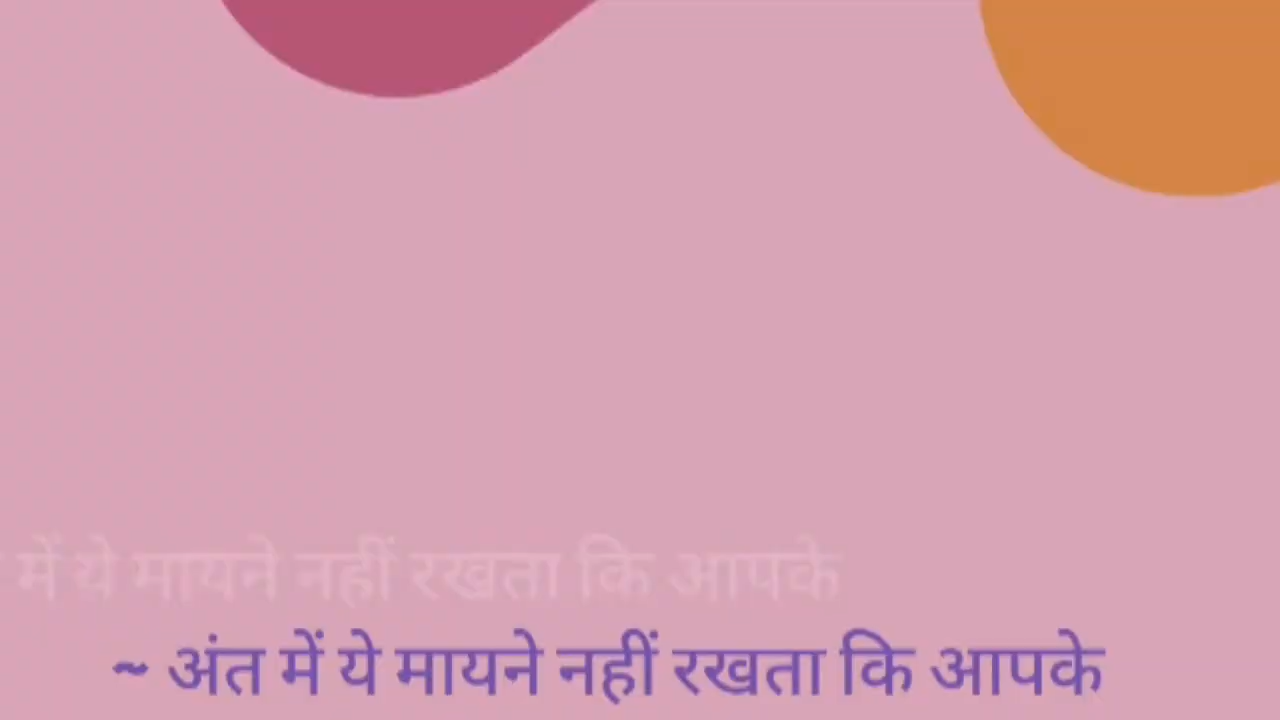 में ये मायने नहीं रखता कि आपके
~ अंत में ये मायने नहीं रखता कि आपके